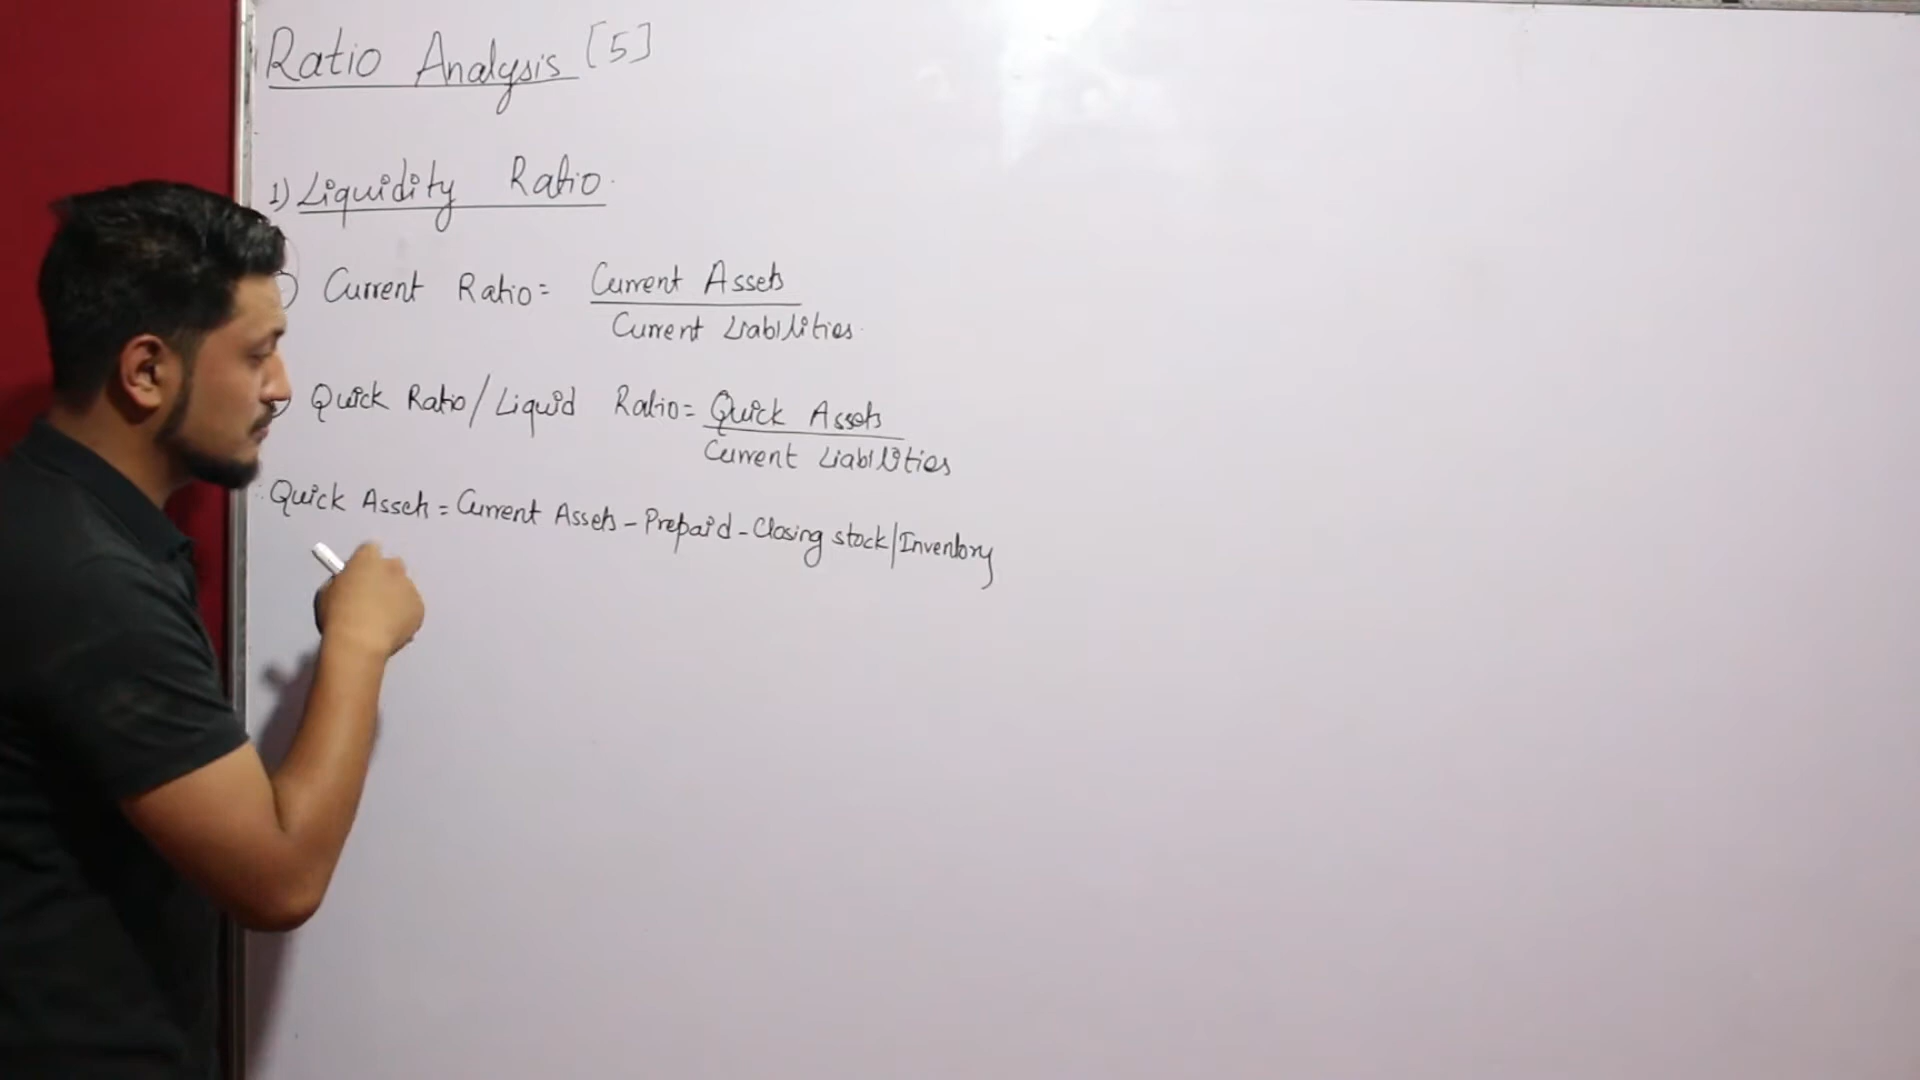 Ratio Analysis [5]
1) Liquidity Ratio.
Current Ratio = Current Assets
Current Liabilities.
Quick Ratio / Liquid Ratio = Quick Assets
Current Liabilities
Quick Assets = Current Assets - Prepaid - Closing stock/Inventory